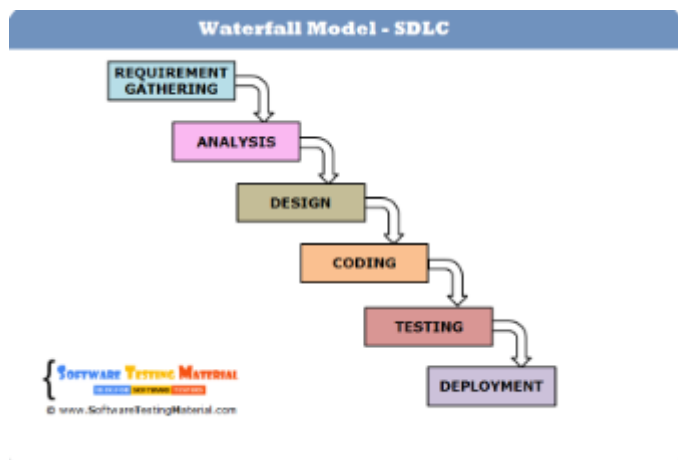 Waterfall Model - SDLC
REQUIREMENT
GATHERING
ANALYSIS
DESIGN
CODING
TESTING
DEPLOYMENT
SOFTWARE TESTING MATERIAL
© www.SoftwareTestingMaterial.com